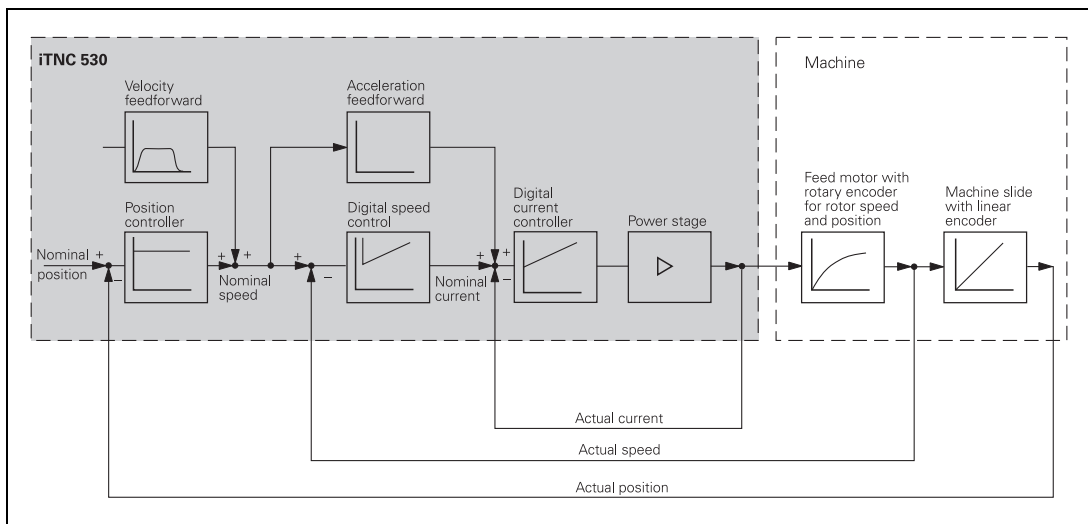 iTNC 530
Machine
Velocity
feedforward
Acceleration
feedforward
Position
controller
Digital speed
control
Digital
current
controller
Power stage
Feed motor with
rotary encoder
for rotor speed
and position
Machine slide
with linear
encoder
Nominal
position
+
–
+
+
Nominal
speed
+
–
+
Nominal
current
+
–
Actual current
Actual speed
Actual position